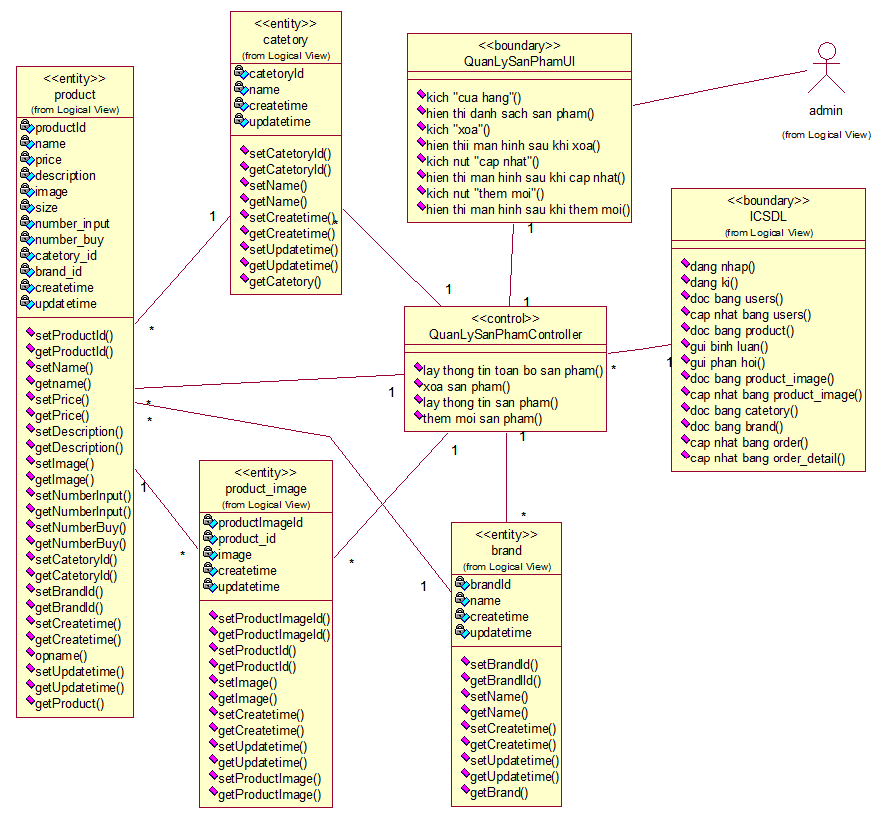 <<entity>>
product
(from Logical View)
productId
name
price
description
image
size
number_input
number_buy
catetory_id
brand_id
createtime
updatetime
setProductId()
getProductId()
setName()
getname()
setPrice()
getPrice()
setDescription()
getDescription()
setImage()
getImage()
setNumberInput()
getNumberInput()
setNumberBuy()
getNumberBuy()
setCatetoryId()
getCatetoryId()
setBrandId()
getBrandId()
setCreatetime()
getCreatetime()
opname()
setUpdatetime()
getUpdatetime()
getProduct()
<<entity>>
catetory
(from Logical View)
catetoryId
name
createtime
updatetime
setCatetoryId()
getCatetoryId()
setName()
getName()
setCreatetime()
getCreatetime()
setUpdatetime()
getUpdatetime()
getCatetory()
<<boundary>>
QuanLySanPhamUI
kich "cua hang"()
hien thi danh sach san pham()
kich "xoa"()
hien thii man hinh sau khi xoa()
kich nut "cap nhat"()
hien thi man hinh sau khi cap nhat()
kich nut "them moi"()
hien thi man hinh sau khi them moi()
admin
(from Logical View)
<<boundary>>
ICSDL
(from Logical View)
dang nhap()
dang ki()
doc bang users()
cap nhat bang users()
doc bang product()
gui binh luan()
gui phan hoi()
doc bang product_image()
cap nhat bang product_image()
doc bang catetory()
doc bang brand()
cap nhat bang order()
cap nhat bang order_detail()
<<control>>
QuanLySanPhamController
lay thong tin toan bo san pham()
xoa san pham()
lay thong tin san pham()
them moi san pham()
<<entity>>
product_image
(from Logical View)
productImageId
product_id
image
createtime
updatetime
setProductImageId()
getProductImageId()
setProductId()
getProductId()
setImage()
getImage()
setCreatetime()
getCreatetime()
setUpdatetime()
getUpdatetime()
setProductImage()
getProductImage()
<<entity>>
brand
(from Logical View)
brandId
name
createtime
updatetime
setBrandId()
getBrandIId()
setName()
getName()
setCreatetime()
getCreatetime()
setUpdatetime()
getUpdatetime()
getBrand()
1
*
*
1
1
1
*
1
1
*
*
1
*
1
*
1
*
1